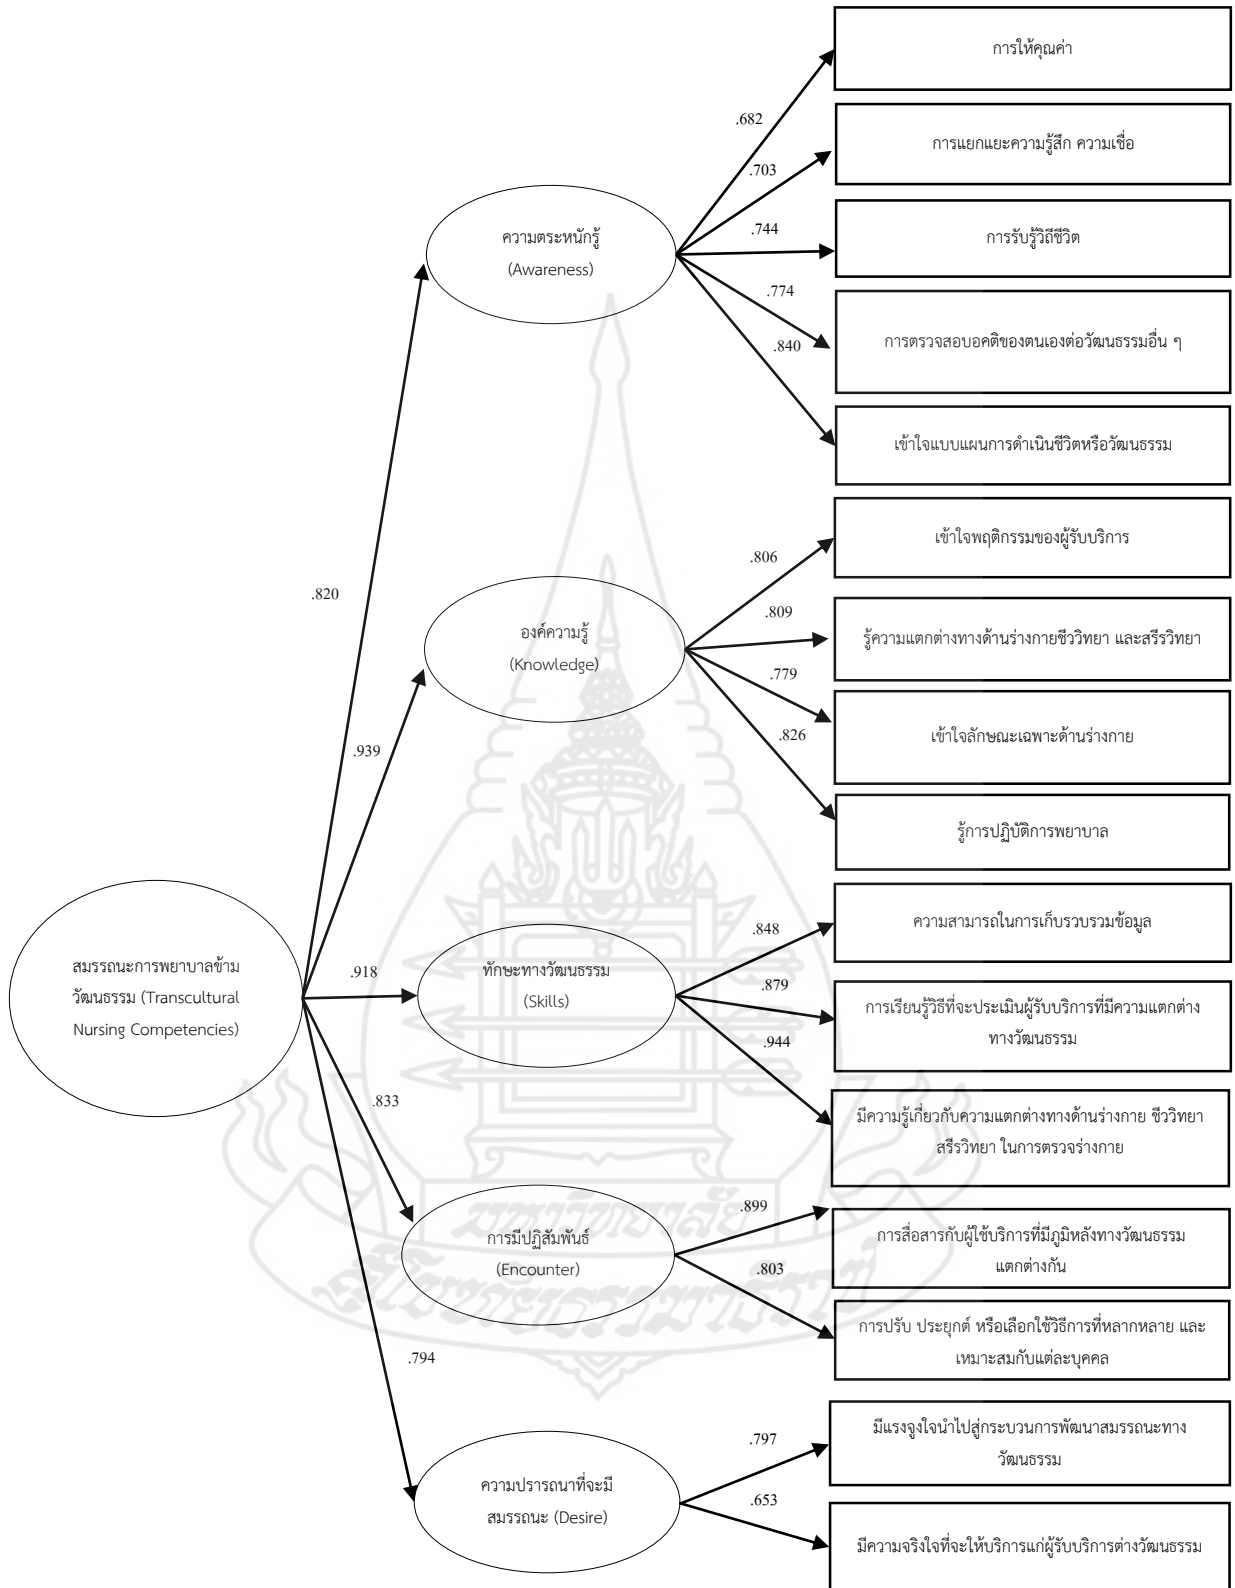 การให้คุณค่า
.682
การแยกแยะความรู้สึก ความเชื่อ
.703
ความตระหนักรู้
(Awareness)
.744
การรับรู้วิถีชีวิต
.774
การตรวจสอบอคติของตนเองต่อวัฒนธรรมอื่น ๆ
.840
เข้าใจแบบแผนการดำเนินชีวิตหรือวัฒนธรรม
.820
เข้าใจพฤติกรรมของผู้รับบริการ
.806
องค์ความรู้
(Knowledge)
.809
รู้ความแตกต่างทางด้านร่างกายชีววิทยา และสรีรวิทยา
.779
เข้าใจลักษณะเฉพาะด้านร่างกาย
.826
รู้การปฏิบัติการพยาบาล
.939
สมรรถนะการพยาบาลข้าม
วัฒนธรรม (Transcultural
Nursing Competencies)
.918
ทักษะทางวัฒนธรรม
(Skills)
.848
ความสามารถในการเก็บรวบรวมข้อมูล
.879
การเรียนรู้วิธีที่จะประเมินผู้รับบริการที่มีความแตกต่าง
ทางวัฒนธรรม
.944
มีความรู้เกี่ยวกับความแตกต่างทางด้านร่างกาย ชีววิทยา
สรีรวิทยา ในการตรวจร่างกาย
.833
การมีปฏิสัมพันธ์
(Encounter)
.899
การสื่อสารกับผู้ใช้บริการที่มีภูมิหลังทางวัฒนธรรม
แตกต่างกัน
.803
การปรับ ประยุกต์ หรือเลือกใช้วิธีการที่หลากหลาย และ
เหมาะสมกับแต่ละบุคคล
.794
ความปรารถนาที่จะมี
สมรรถนะ (Desire)
.797
มีแรงจูงใจนำไปสู่กระบวนการพัฒนาสมรรถนะทาง
วัฒนธรรม
.653
มีความจริงใจที่จะให้บริการแก่ผู้รับบริการต่างวัฒนธรรม
มหาวิทยาลัย
สุโขทัยธรรมาธิราช